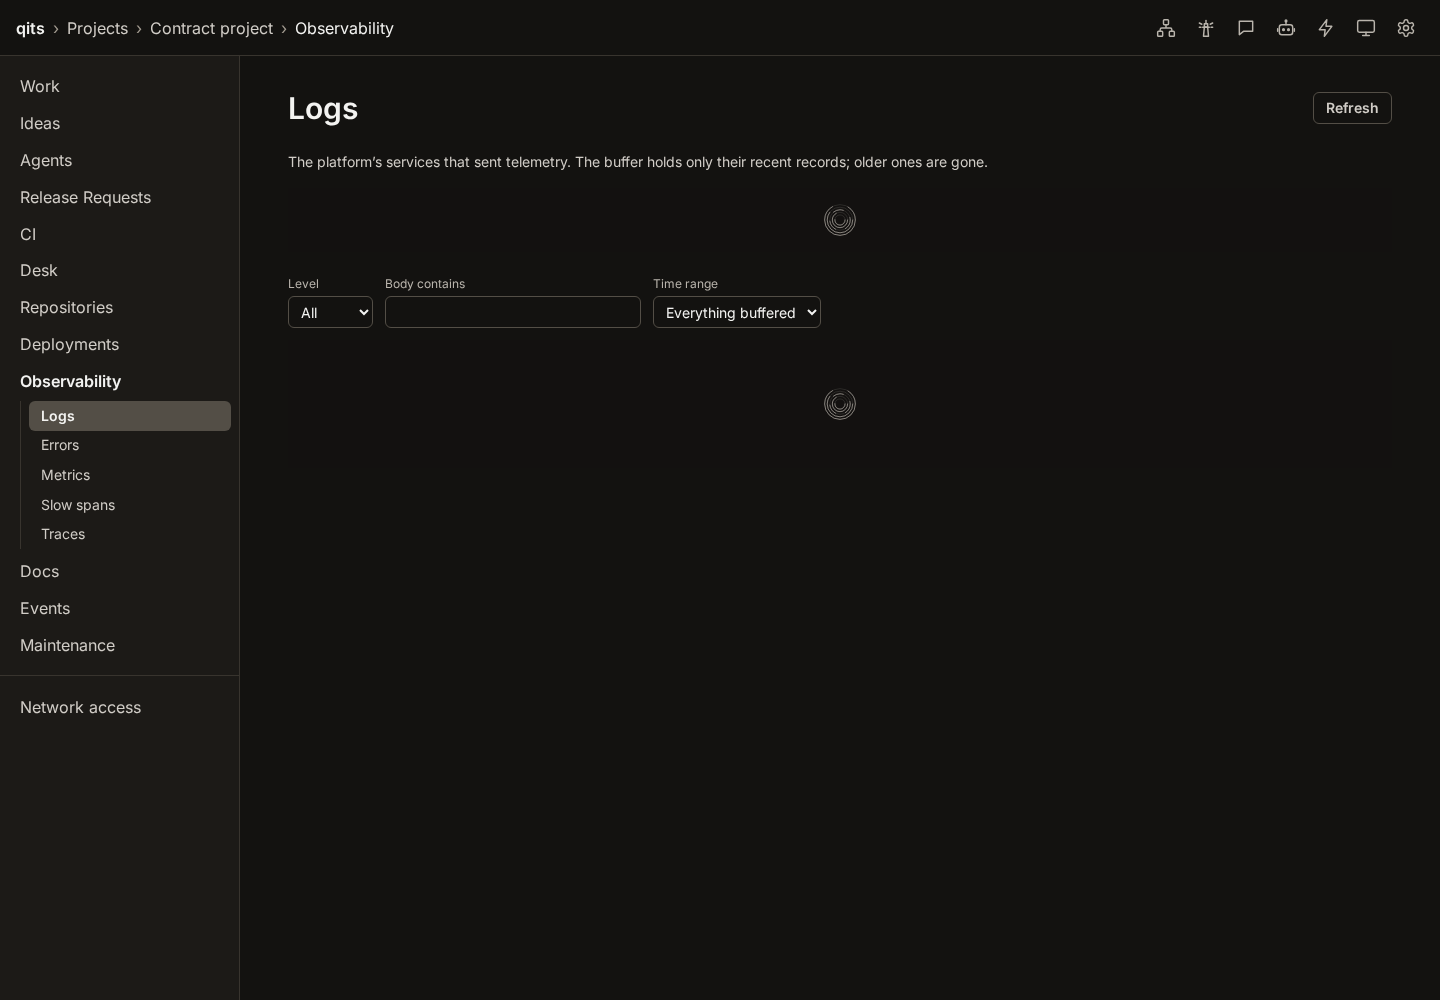 qits › Projects › Contract project › Observability
Work
Ideas
Agents
Release Requests
CI
Desk
Repositories
Deployments
Observability
Logs
Errors
Metrics
Slow spans
Traces
Docs
Events
Maintenance
Network access
Logs
Refresh
The platform’s services that sent telemetry. The buffer holds only their recent records; older ones are gone.
Level Body contains Time range
All Everything buffered